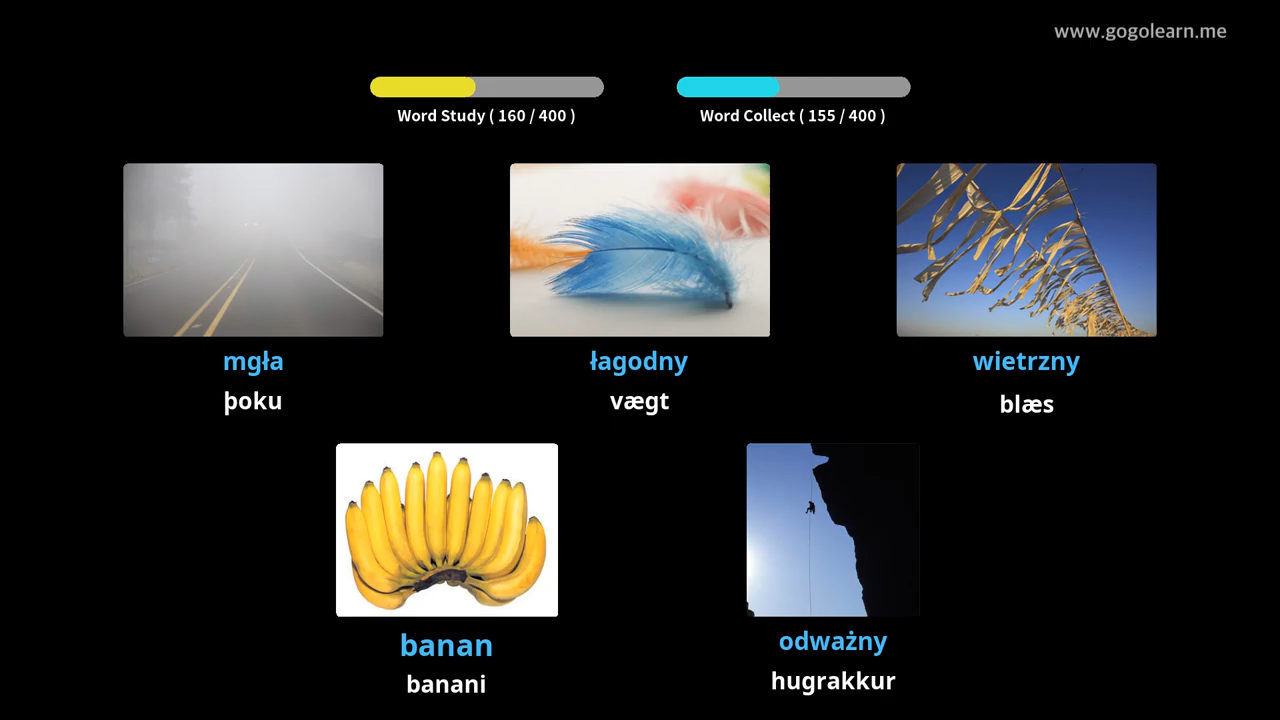 www.gogolearn.me
Word Study ( 160 / 400 )
Word Collect ( 155 / 400 )
mgła
łagodny
wietrzny
þoku
vægt
blæs
banan
odważny
banani
hugrakkur